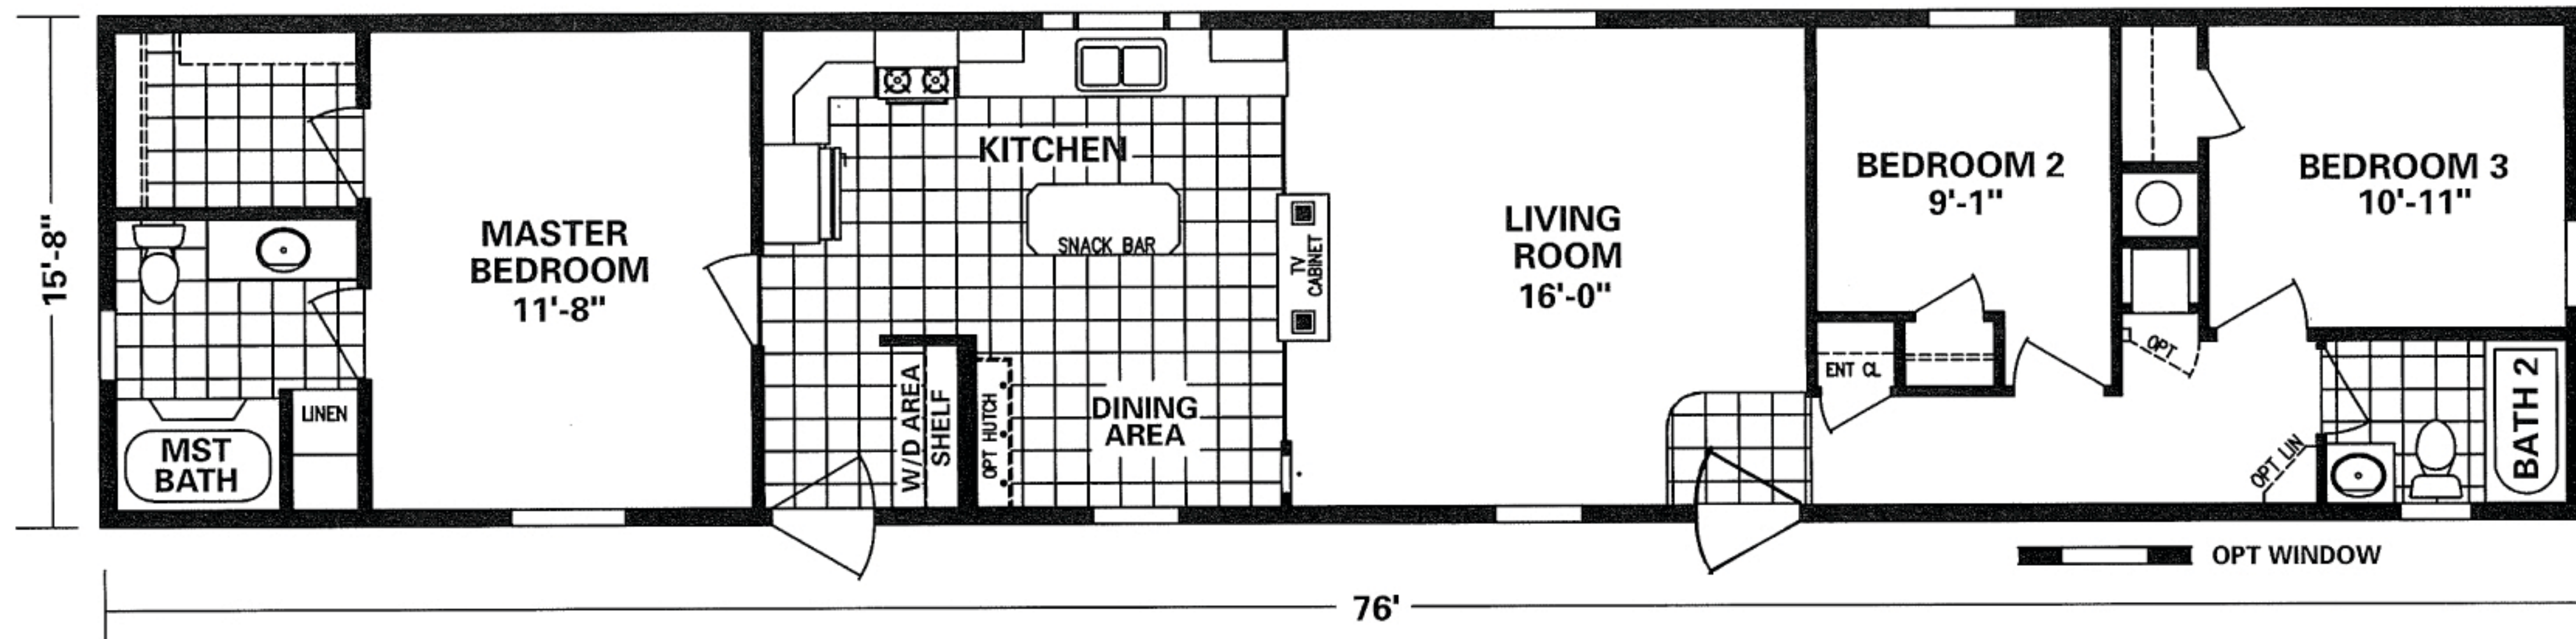 15'-8"
MASTER
BEDROOM
11'-8"
LINEN
MST
BATH
KITCHEN
SNACK BAR
TV
CABINET
W/D AREA
SHELF
OPT HUTCH
DINING
AREA
LIVING
ROOM
16'-0"
BEDROOM 2
9'-1"
ENT CL
OPT
BEDROOM 3
10'-11"
OPT LIN
BATH 2
OPT WINDOW
76'